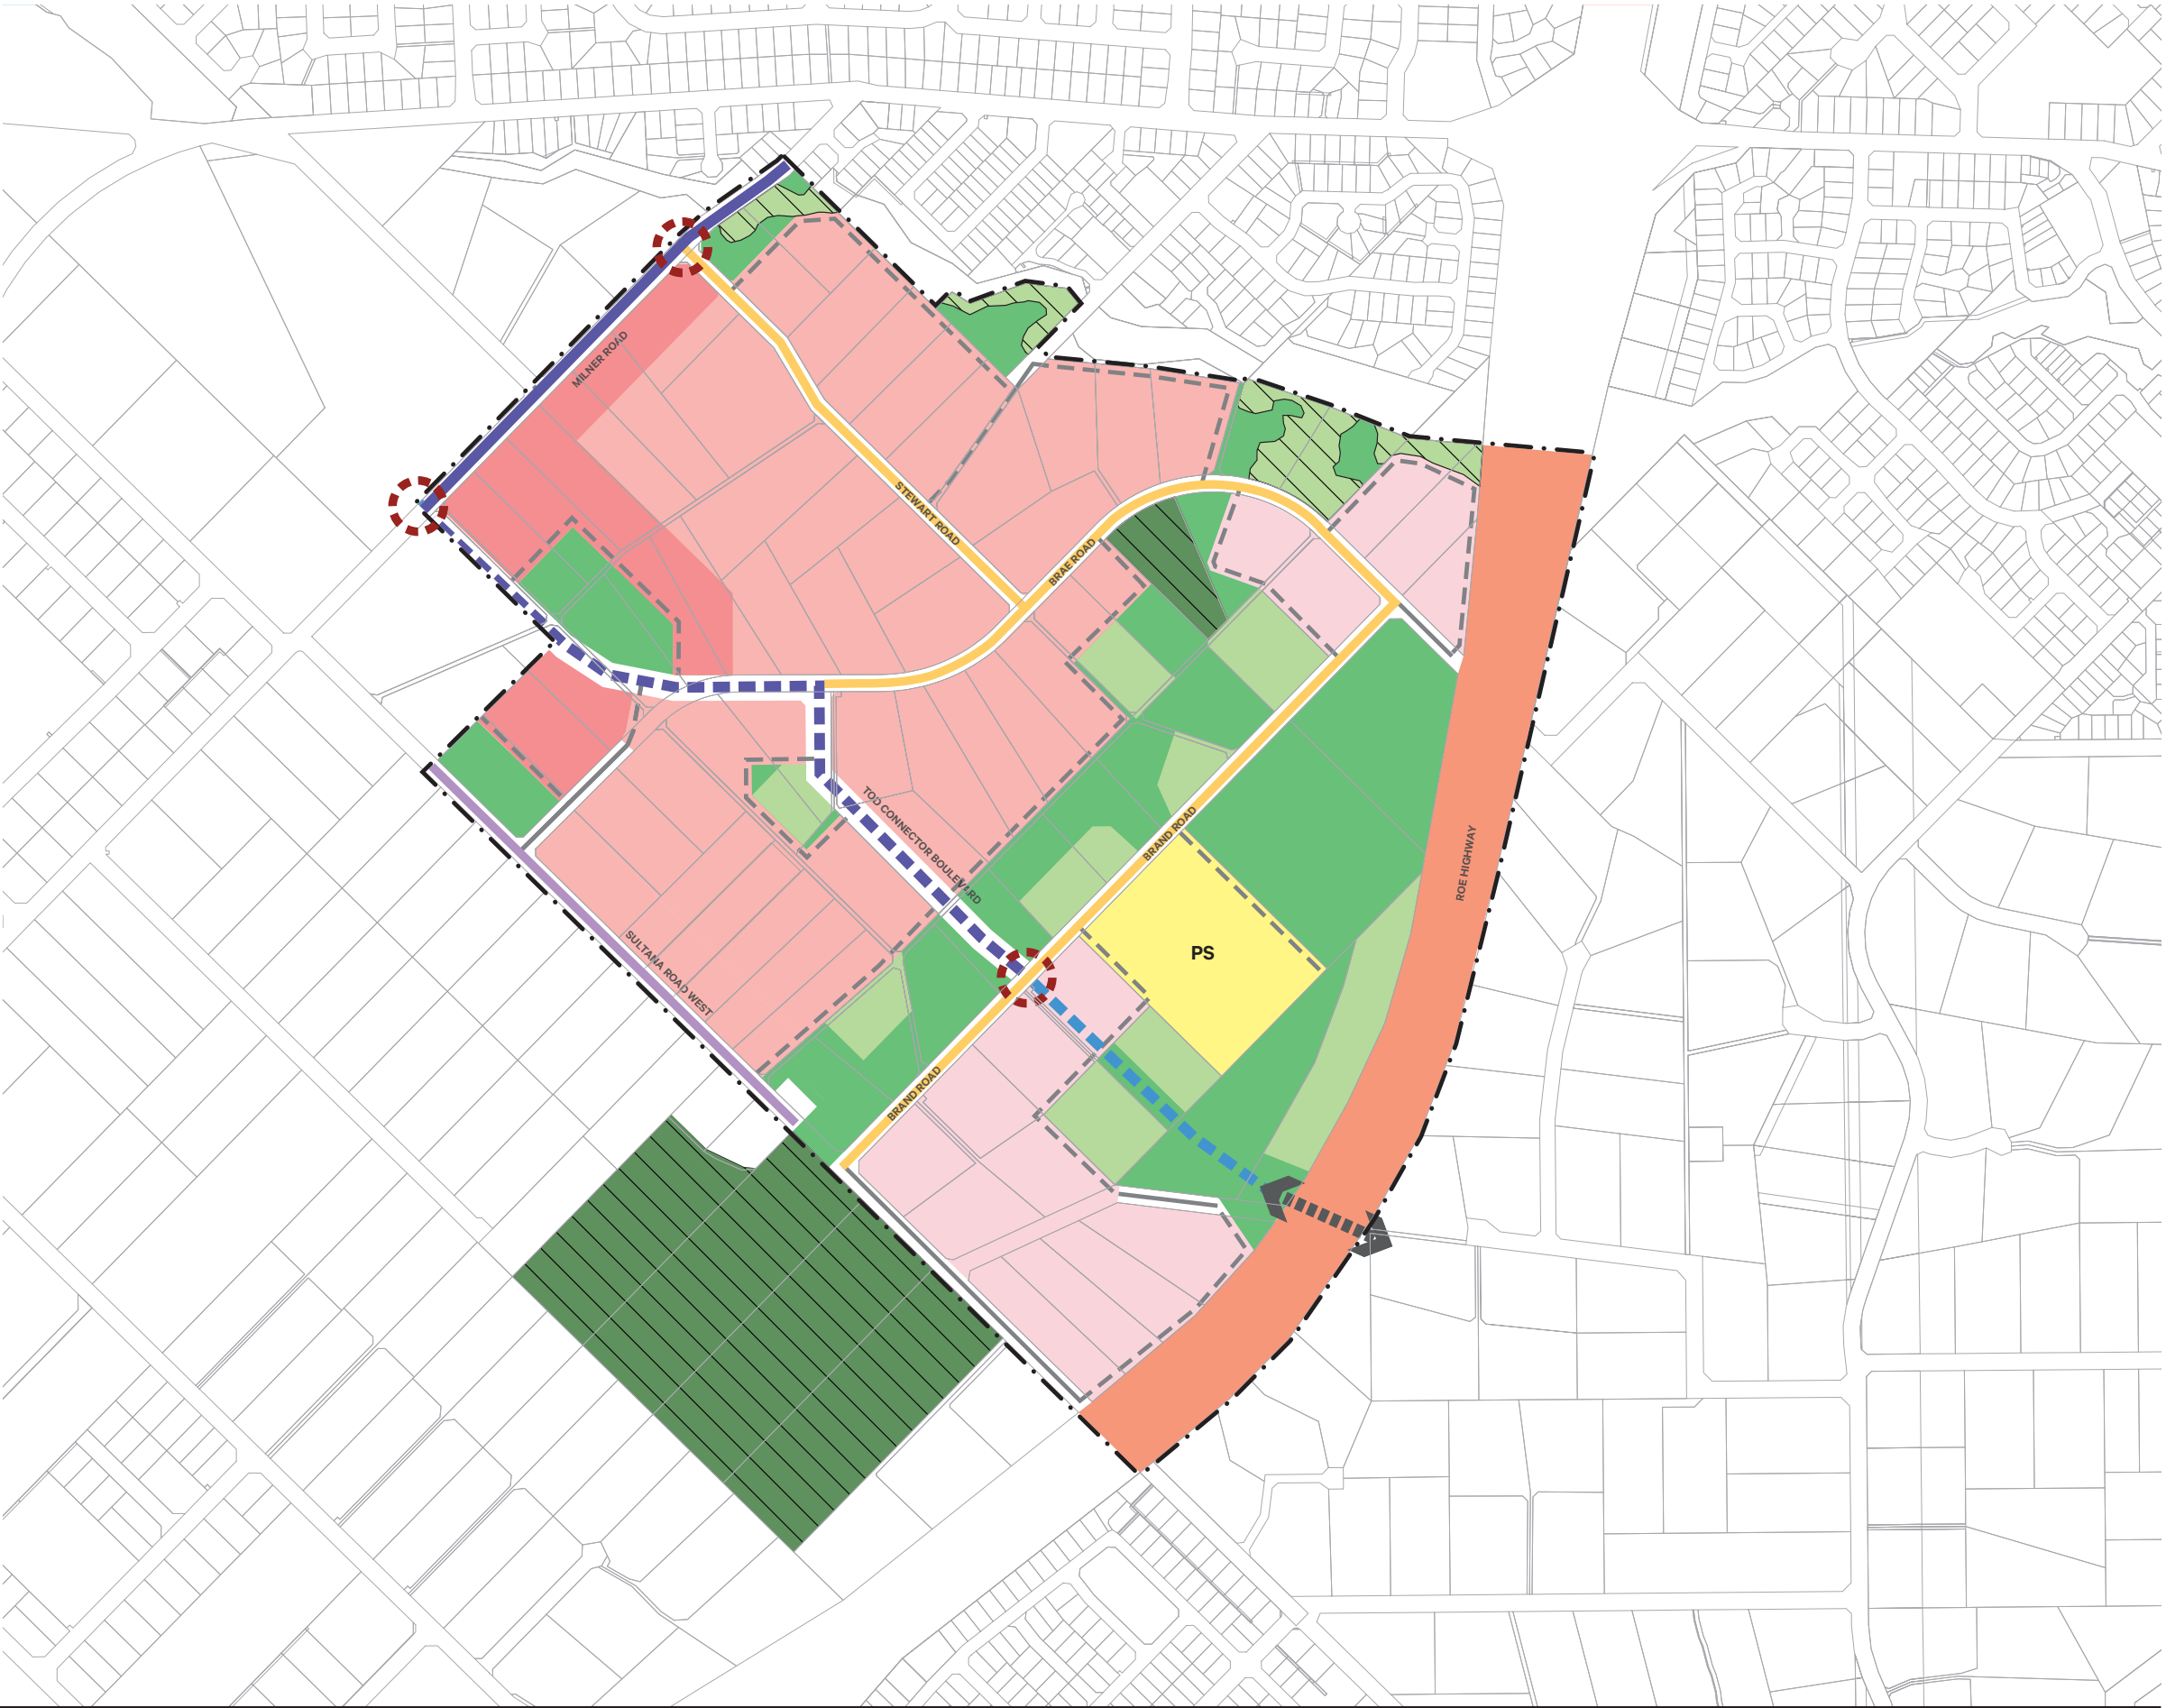 MILNER ROAD
STEWART ROAD
BRAE ROAD
TOD CONNECTOR BOULEVARD
BRAND ROAD
ROE HIGHWAY
PS
SULTANA ROAD WEST
BRAND ROAD